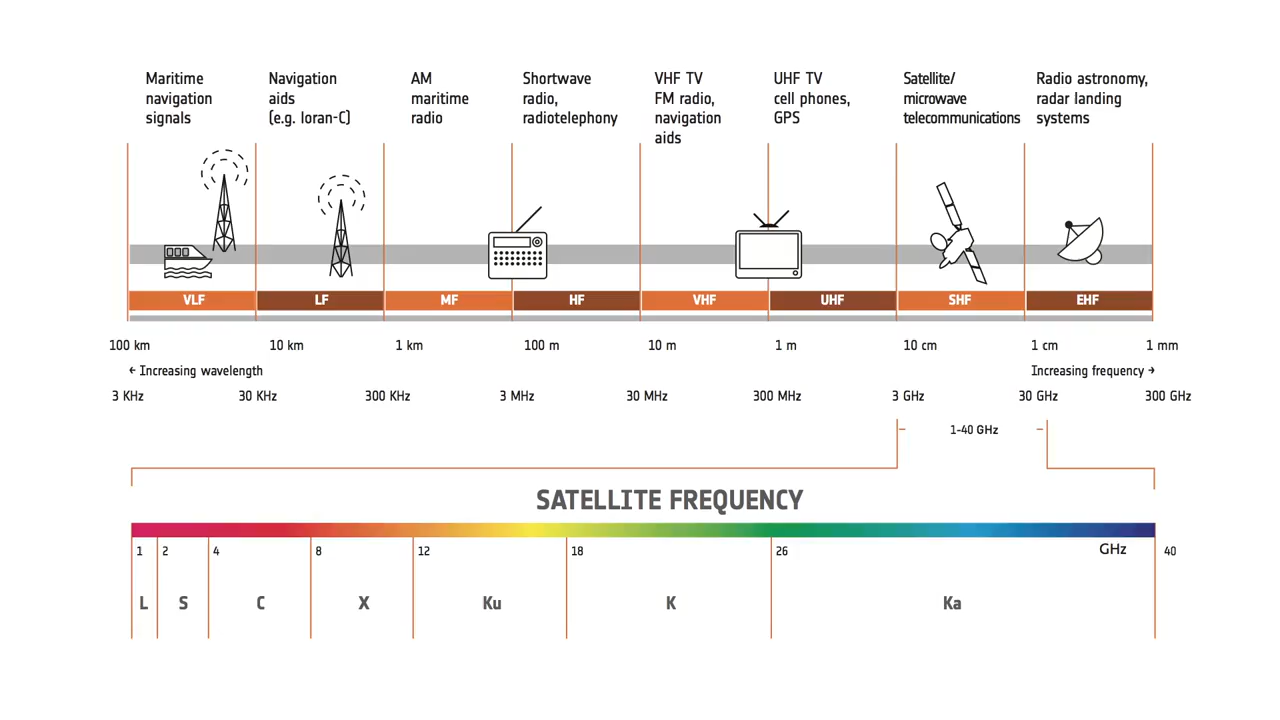 Maritime
navigation
signals
Navigation
aids
(e.g. loran-C)
AM
maritime
radio
Shortwave
radio,
radiotelephony
VHF TV
FM radio,
navigation
aids
UHF TV
cell phones,
GPS
Satellite/
microwave
telecommunications
Radio astronomy,
radar landing
systems
VLF LF MF HF VHF UHF SHF EHF
100 km 10 km 1 km 100 m 10 m 1 m 10 cm 1 cm 1 mm
← Increasing wavelength Increasing frequency →
3 KHz 30 KHz 300 KHz 3 MHz 30 MHz 300 MHz 3 GHz 30 GHz 300 GHz
1-40 GHz
SATELLITE FREQUENCY
1 2 4 8 12 18 26 GHz 40
L S C X Ku K Ka